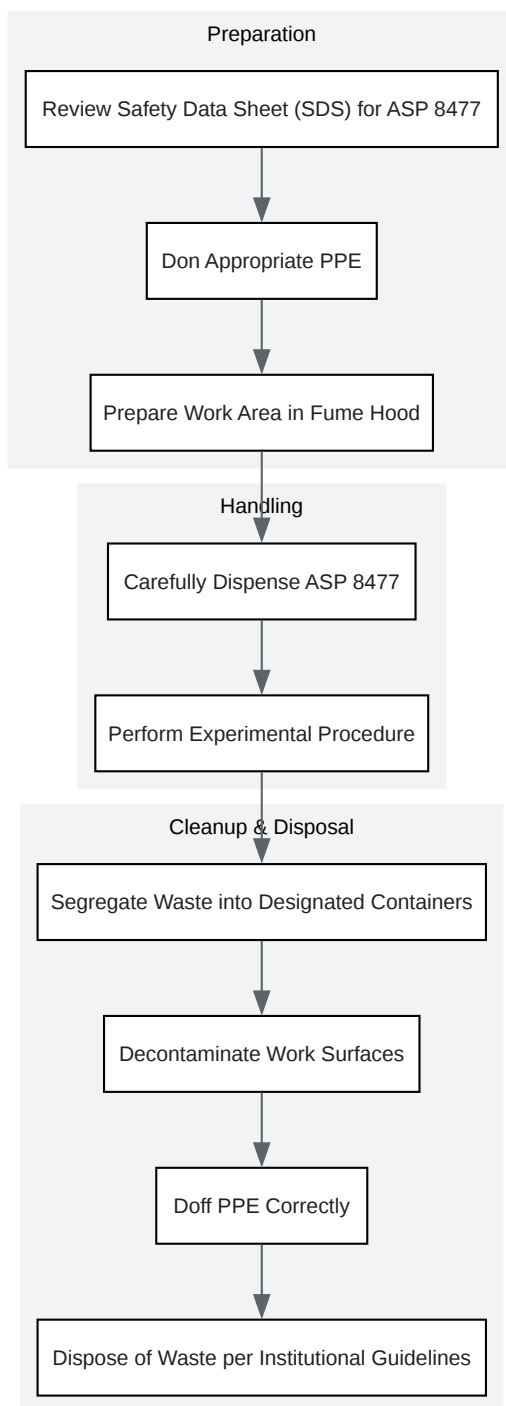 Preparation
Review Safety Data Sheet (SDS) for ASP 8477
Don Appropriate PPE
Prepare Work Area in Fume Hood
Handling
Carefully Dispense ASP 8477
Perform Experimental Procedure
Cleanup & Disposal
Segregate Waste into Designated Containers
Decontaminate Work Surfaces
Doff PPE Correctly
Dispose of Waste per Institutional Guidelines